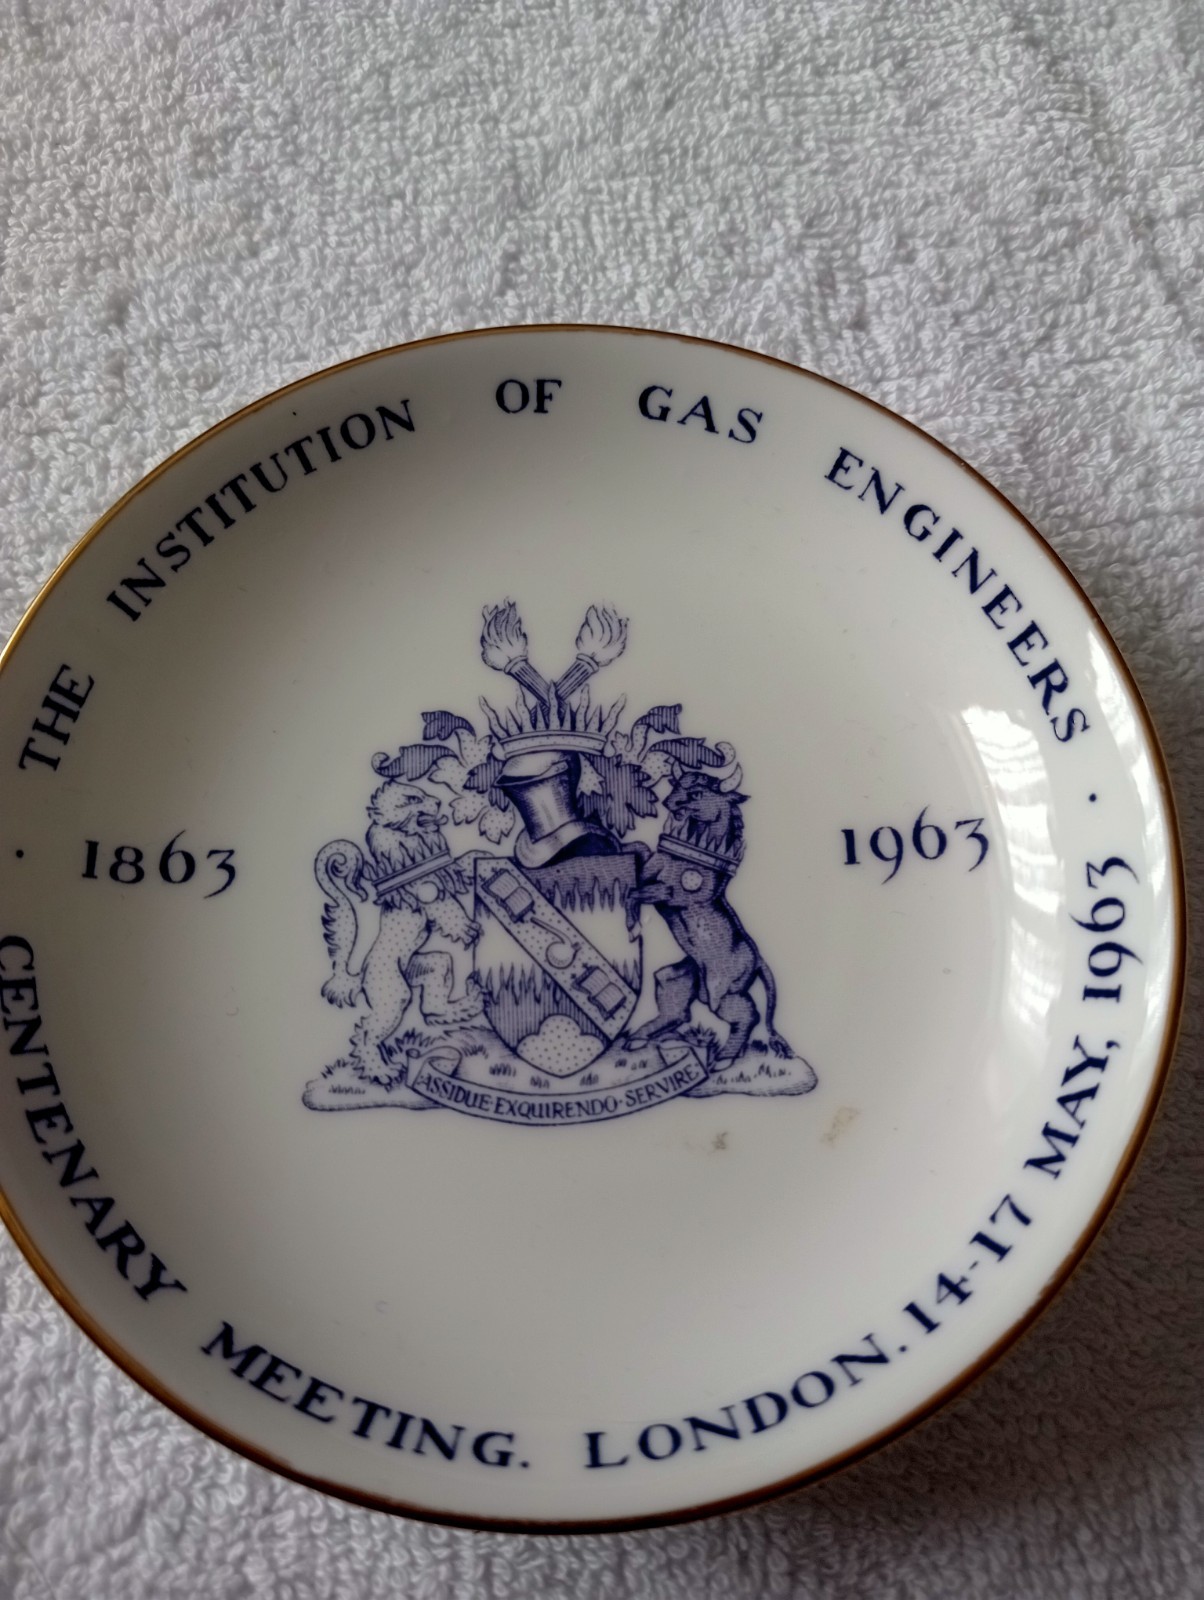 · THE INSTITUTION OF GAS ENGINEERS ·
1863
1963
ASSIDUE·EXQUIRENDO·SERVIRE
CENTENARY MEETING. LONDON. 14-17 MAY, 1963